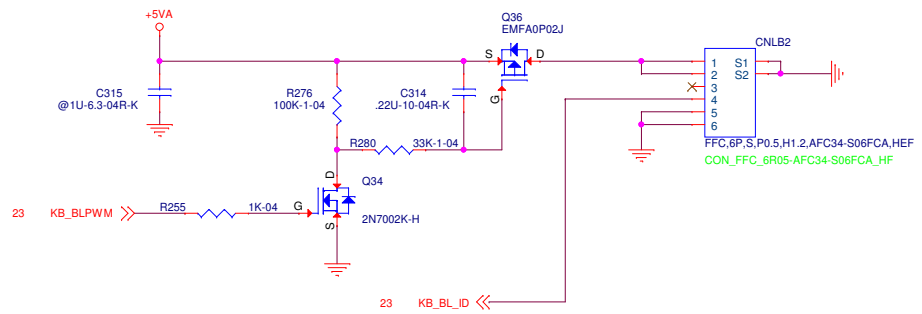 +5VA
Q36
EMFA0P02J
S
D
G
CNLB2
1
2
3
4
5
6
S1
S2
C315
@1U-6.3-04R-K
R276
100K-1-04
C314
.22U-10-04R-K
R280
33K-1-04
FFC,6P,S,P0.5,H1.2,AFC34-S06FCA,HEF
CON_FFC_6R05-AFC34-S06FCA_HF
D
Q34
G
S
2N7002K-H
23
KB_BLPWM
R255
1K-04
23
KB_BL_ID